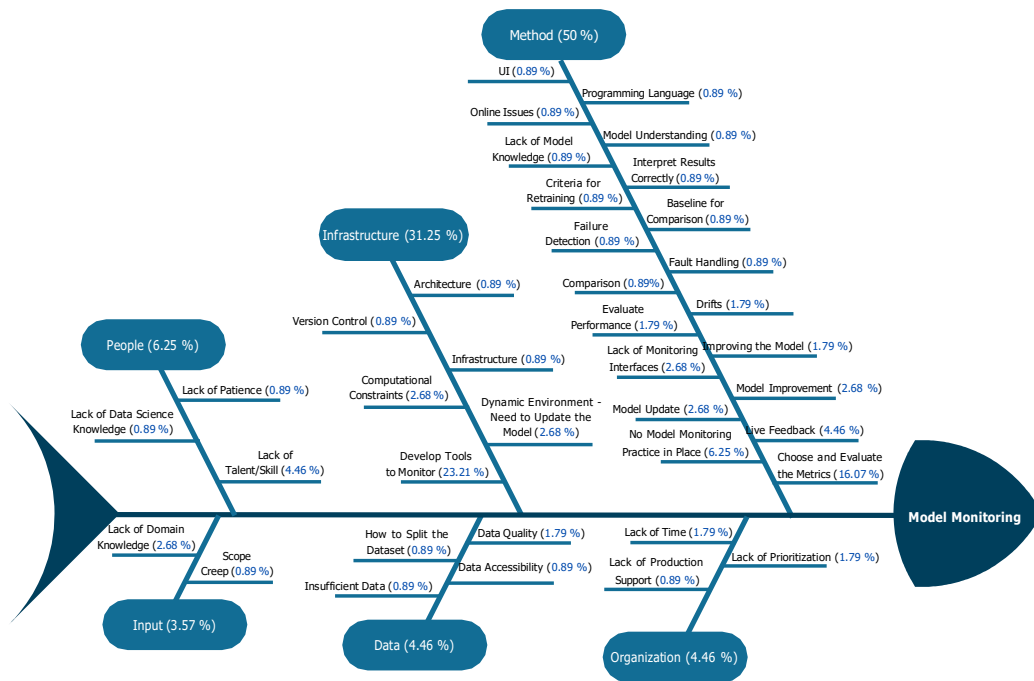 Method (50 %)
UI (0.89 %)
Programming Language (0.89 %)
Online Issues (0.89 %)
Model Understanding (0.89 %)
Lack of Model
Knowledge (0.89 %)
Interpret Results
Correctly (0.89 %)
Criteria for
Retraining (0.89 %)
Baseline for
Comparison (0.89 %)
Failure
Detection (0.89 %)
Fault Handling (0.89 %)
Comparison (0.89%)
Drifts (1.79 %)
Evaluate
Performance (1.79 %)
Improving the Model (1.79 %)
Lack of Monitoring
Interfaces (2.68 %)
Model Improvement (2.68 %)
Model Update (2.68 %)
Live Feedback (4.46 %)
No Model Monitoring
Practice in Place (6.25 %)
Choose and Evaluate
the Metrics (16.07 %)
Infrastructure (31.25 %)
Architecture (0.89 %)
Version Control (0.89 %)
Infrastructure (0.89 %)
Computational
Constraints (2.68 %)
Dynamic Environment -
Need to Update the
Model (2.68 %)
Develop Tools
to Monitor (23.21 %)
People (6.25 %)
Lack of Patience (0.89 %)
Lack of Data Science
Knowledge (0.89 %)
Lack of
Talent/Skill (4.46 %)
Model Monitoring
Lack of Domain
Knowledge (2.68 %)
Scope
Creep (0.89 %)
Input (3.57 %)
Data Quality (1.79 %)
How to Split the
Dataset (0.89 %)
Data Accessibility (0.89 %)
Insufficient Data (0.89 %)
Data (4.46 %)
Lack of Time (1.79 %)
Lack of Prioritization (1.79 %)
Lack of Production
Support (0.89 %)
Organization (4.46 %)